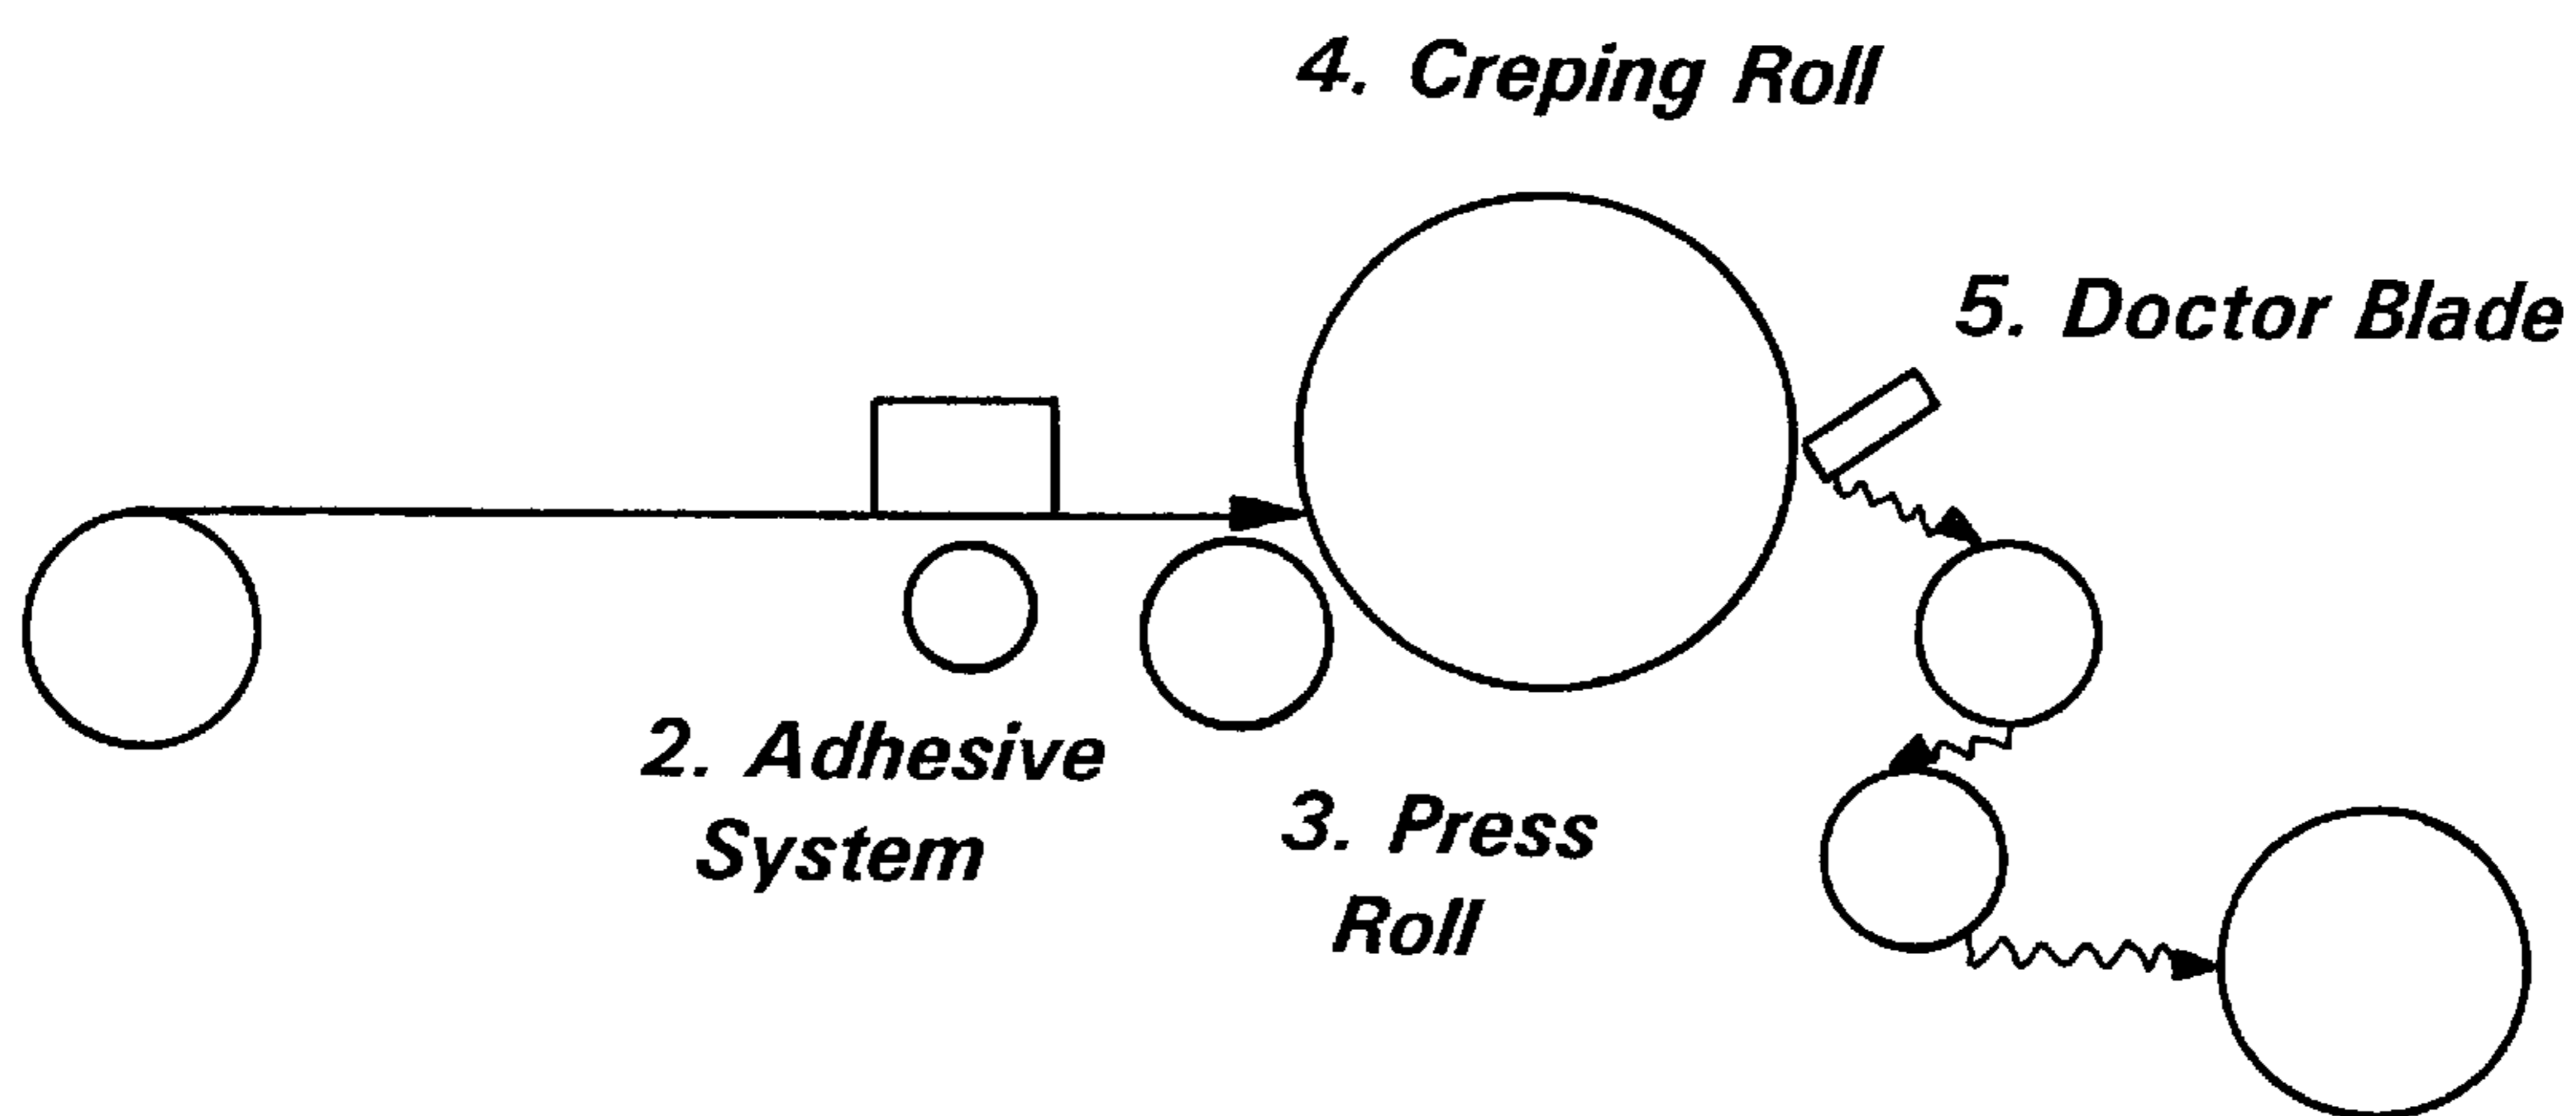 4. Creping Roll
5. Doctor Blade
2. Adhesive
System
3. Press
Roll